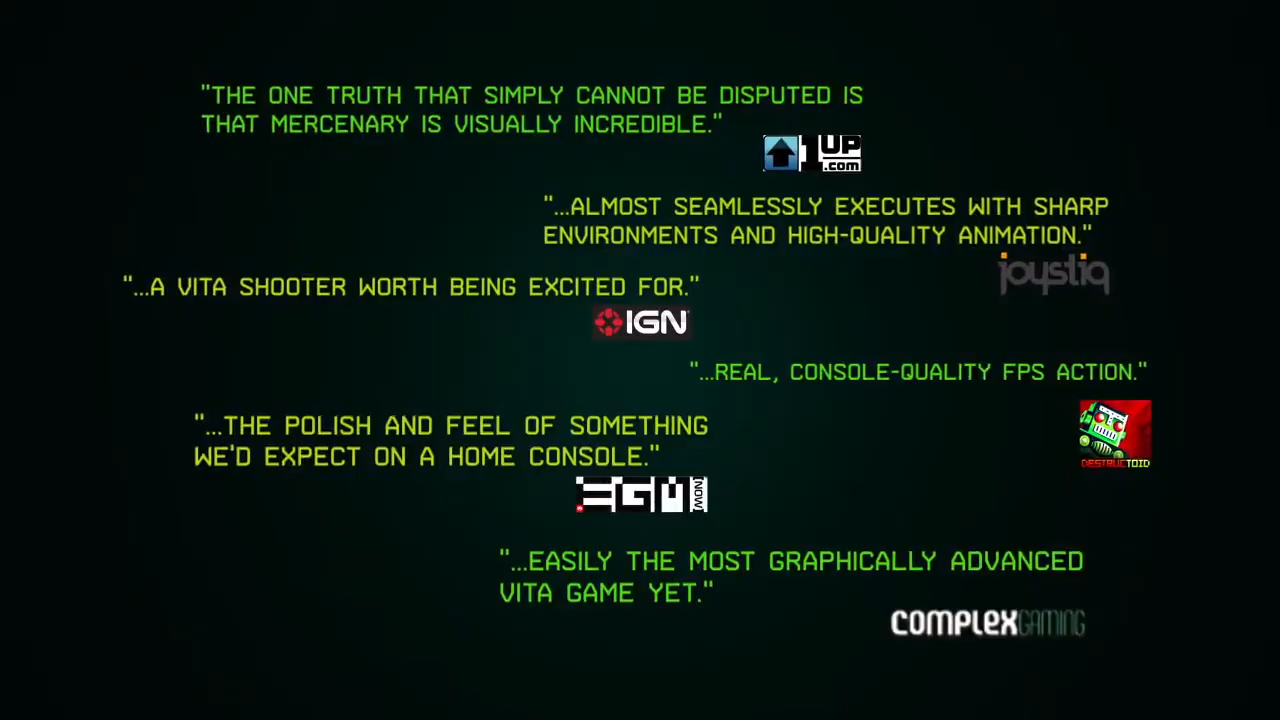 "THE ONE TRUTH THAT SIMPLY CANNOT BE DISPUTED IS
THAT MERCENARY IS VISUALLY INCREDIBLE."
1UP
.com
"...ALMOST SEAMLESSLY EXECUTES WITH SHARP
ENVIRONMENTS AND HIGH-QUALITY ANIMATION."
joystiq
"...A VITA SHOOTER WORTH BEING EXCITED FOR."
IGN
"...REAL, CONSOLE-QUALITY FPS ACTION."
DESTRUCTOID
"...THE POLISH AND FEEL OF SOMETHING
WE'D EXPECT ON A HOME CONSOLE."
EGM NOW
"...EASILY THE MOST GRAPHICALLY ADVANCED
VITA GAME YET."
COMPLEXGAMING